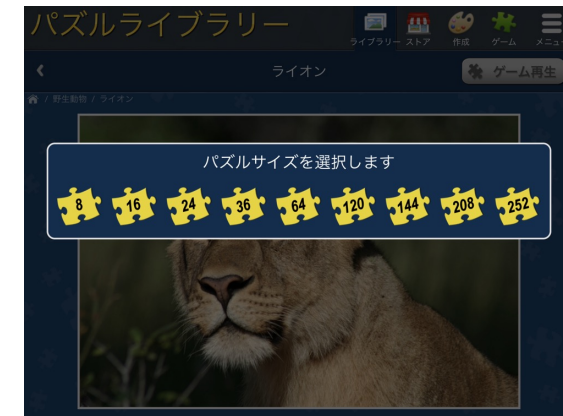 パズルライブラリー
ライブラリー ストア 作成 ゲーム メニュ
ライオン
ゲーム再生
/ 野生動物 / ライオン
パズルサイズを選択します
8 16 24 36 64 120 144 208 252